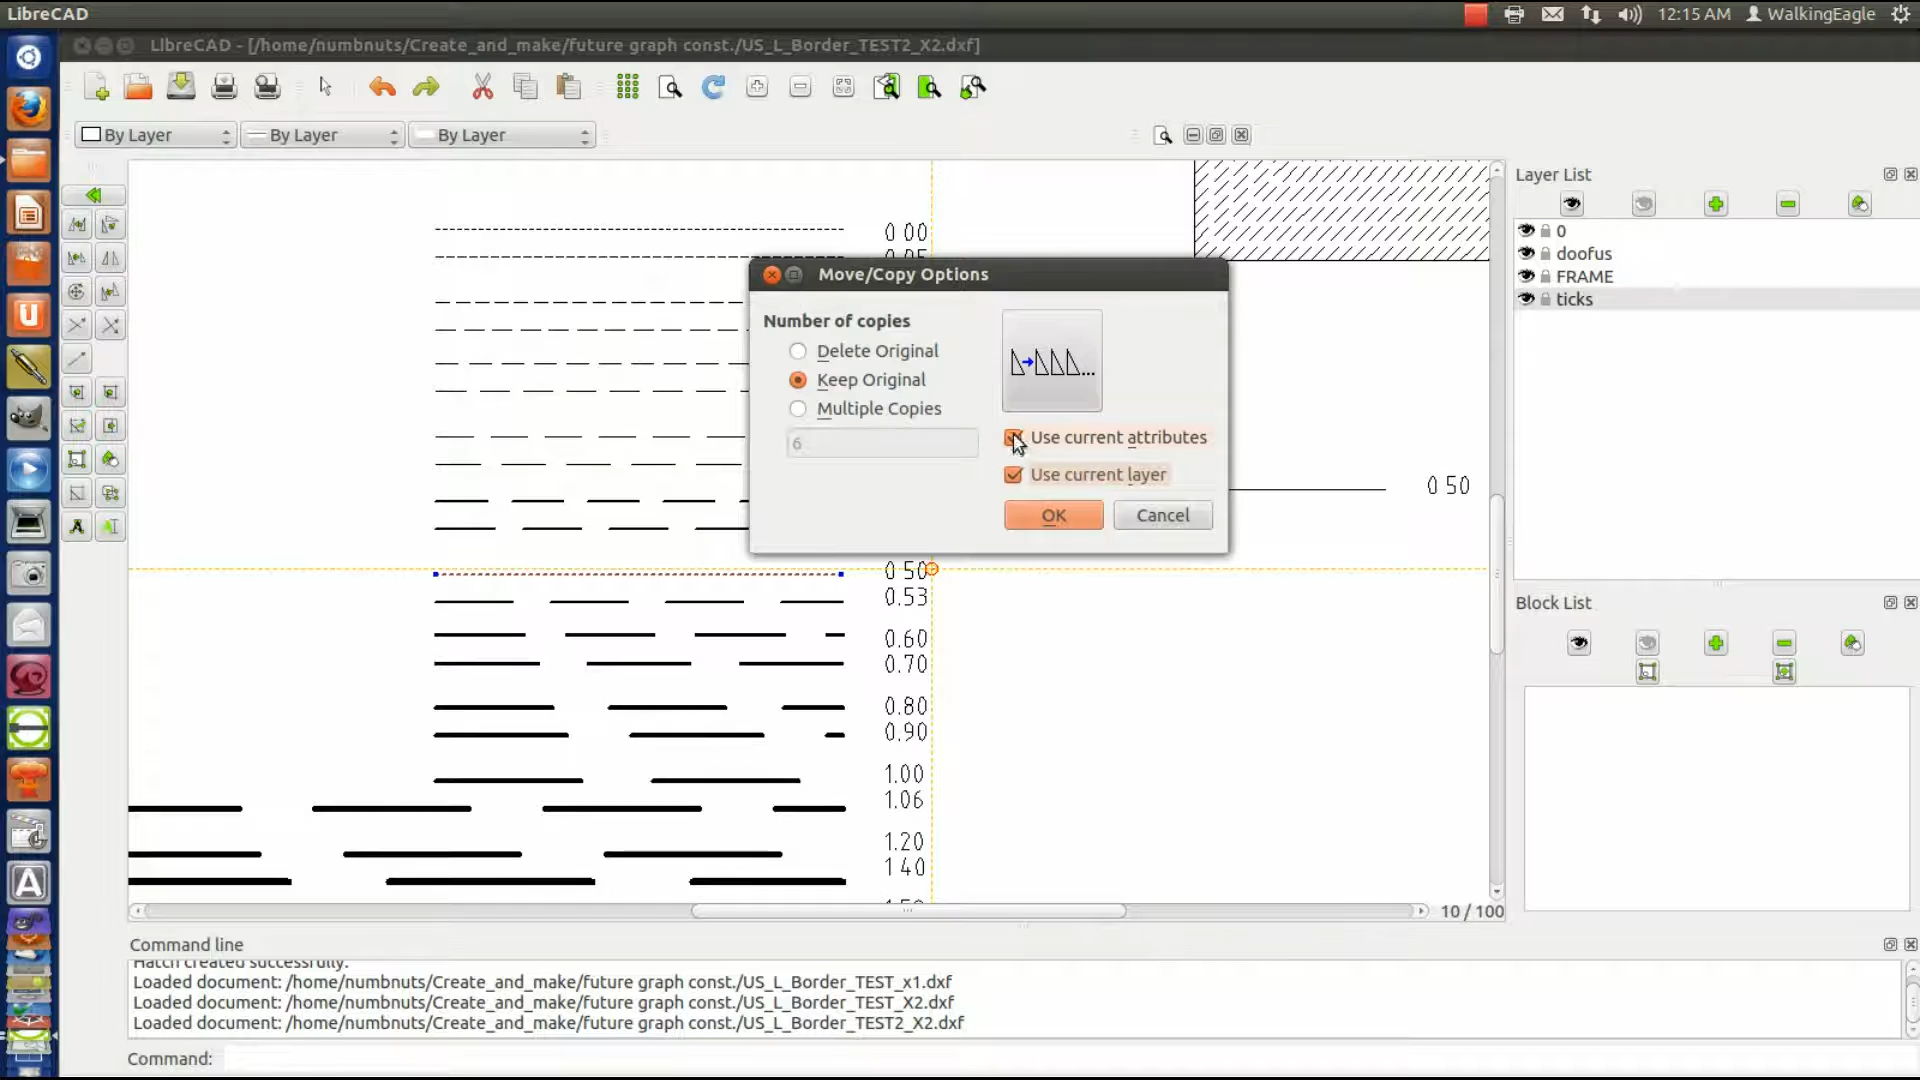 LibreCAD
12:15 AM WalkingEagle
LibreCAD - [/home/numbnuts/Create_and_make/future graph const./US_L_Border_TEST2_X2.dxf]
By Layer By Layer By Layer
Layer List
0
doofus
FRAME
ticks
0 00
Move/Copy Options
Number of copies
Delete Original
Keep Original
Multiple Copies
6
Use current attributes
Use current layer
OK Cancel
0 50
0 50
0.53
0.60
0.70
0.80
0.90
1.00
1.06
1.20
1 40
Block List
10 / 100
Command line
Hatch created successfully.
Loaded document: /home/numbnuts/Create_and_make/future graph const./US_L_Border_TEST_x1.dxf
Loaded document: /home/numbnuts/Create_and_make/future graph const./US_L_Border_TEST_X2.dxf
Loaded document: /home/numbnuts/Create_and_make/future graph const./US_L_Border_TEST2_X2.dxf
Command: